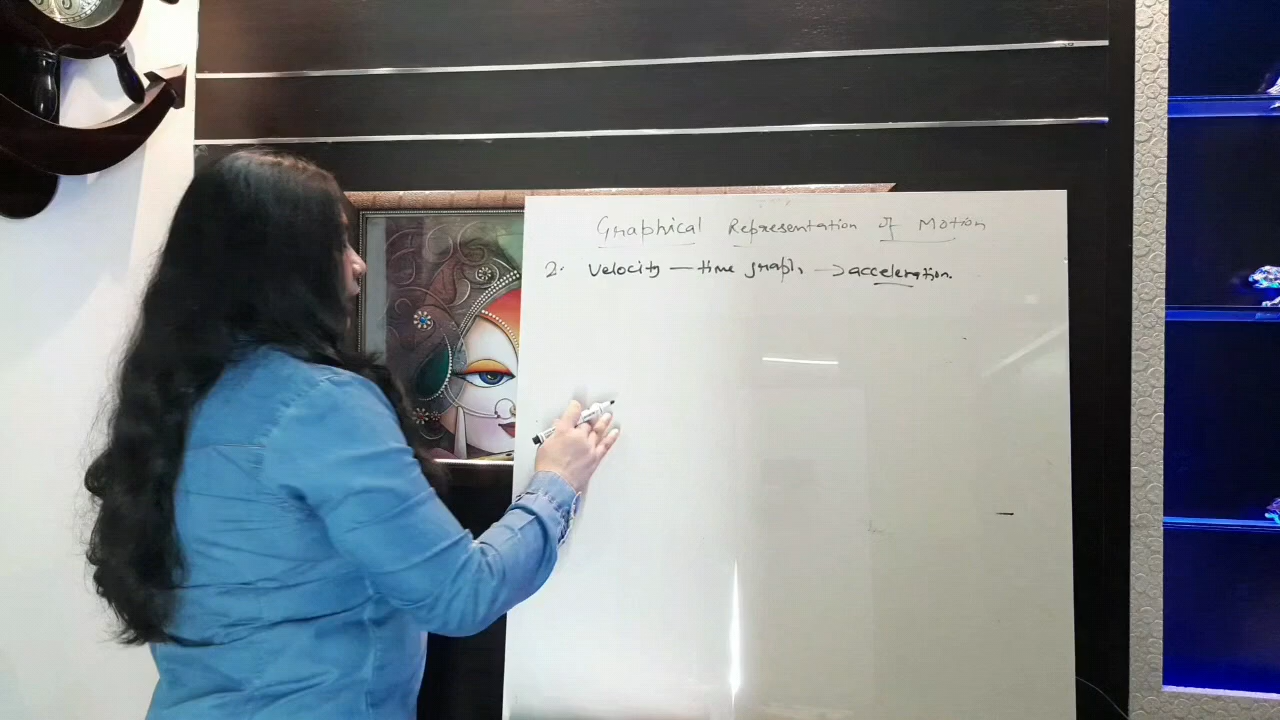 Graphical Representation of Motion
2. Velocity — time graph → acceleration.